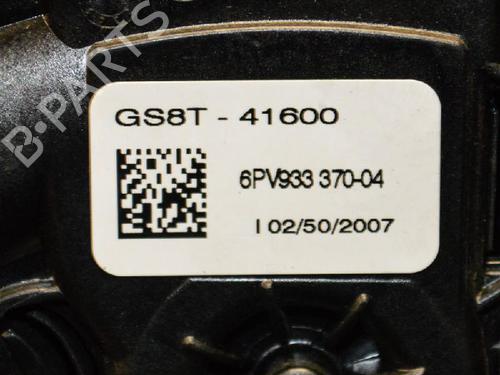 B-PARTS
GS8T - 41600
6PV933 370-04
I 02/50/2007